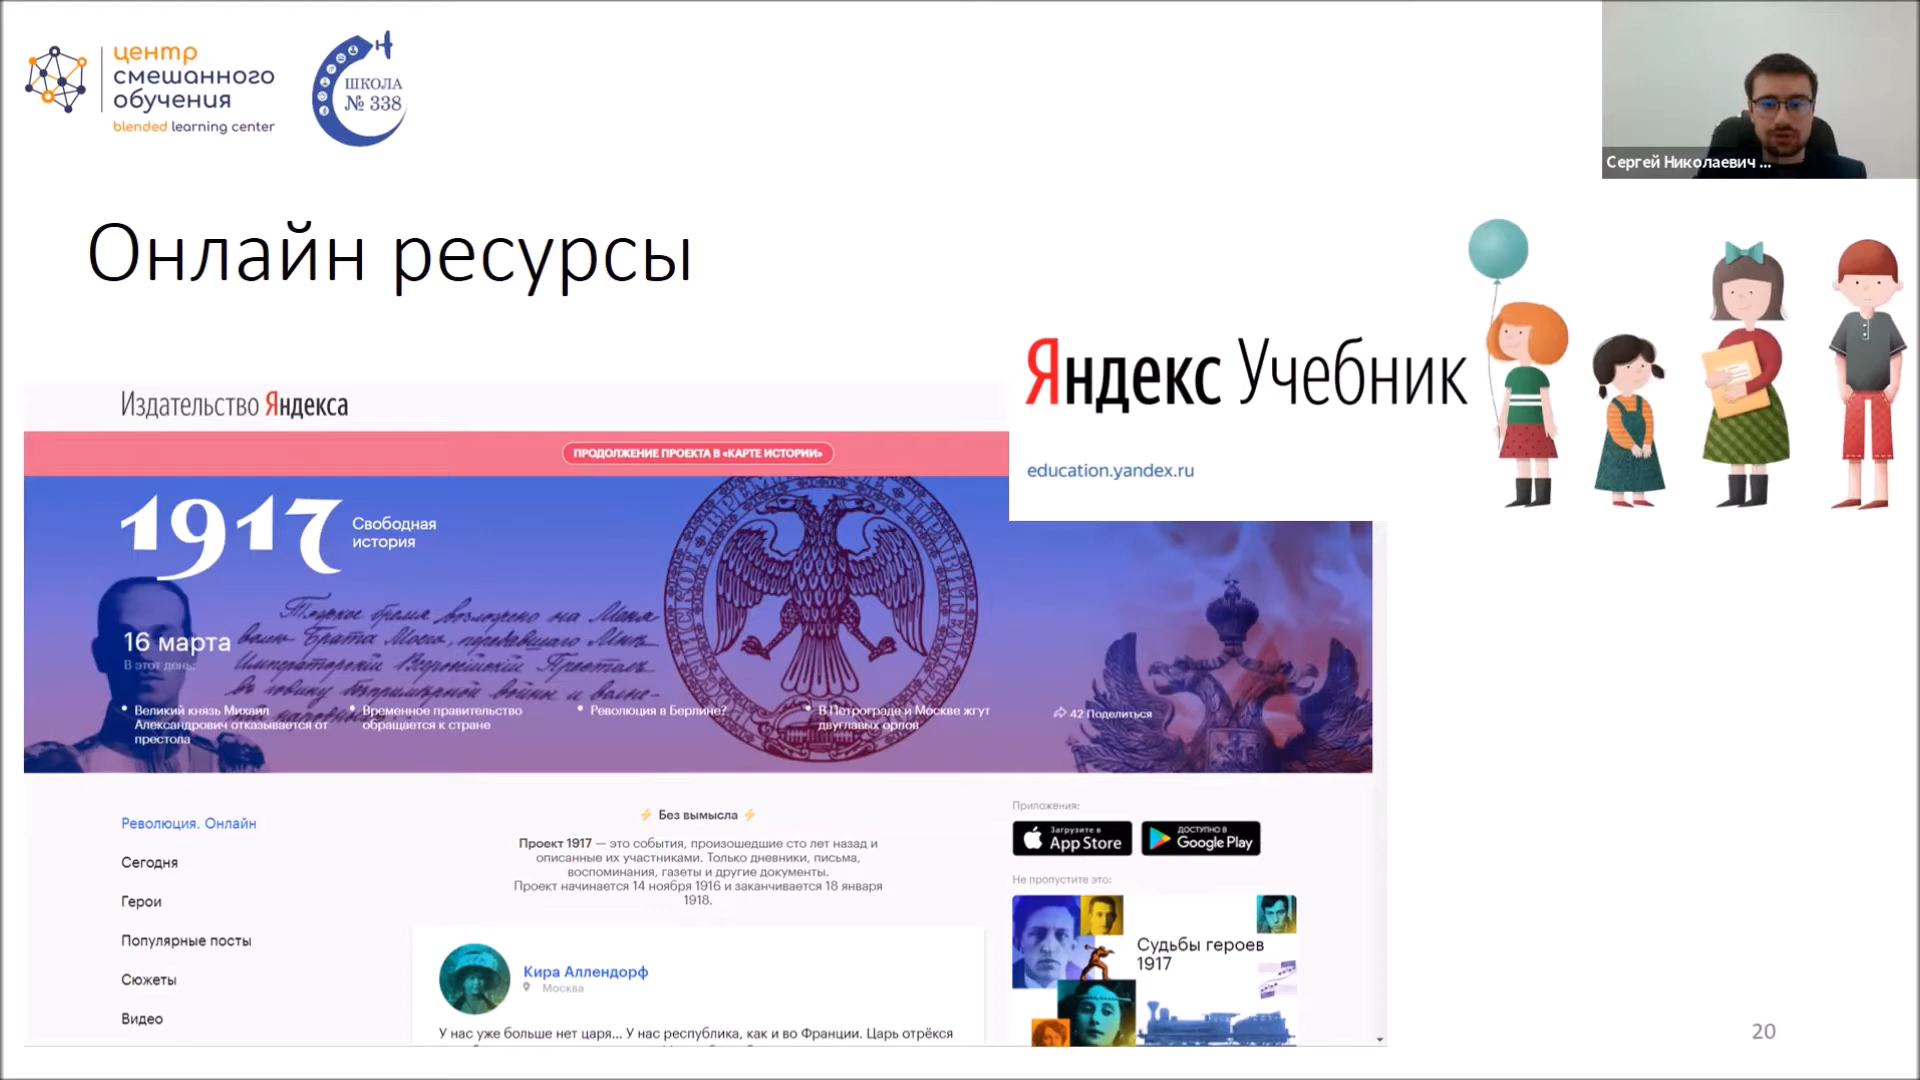 центр
смешанного
обучения
blended learning center
ШКОЛА
№ 338
Сергей Николаевич ...
Онлайн ресурсы
Яндекс Учебник
education.yandex.ru
Издательство Яндекса
ПРОДОЛЖЕНИЕ ПРОЕКТА В «КАРТЕ ИСТОРИИ»
1917
Свободная
история
16 марта
В этот день:
Великий князь Михаил
Александрович отказывается от
престола
Временное правительство
обращается к стране
Революция в Берлине?
В Петрограде и Москве жгут
двуглавых орлов
42 Поделиться
Революция. Онлайн
Сегодня
Герои
Популярные посты
Сюжеты
Видео
⚡ Без вымысла ⚡
Проект 1917 — это события, произошедшие сто лет назад и
описанные их участниками. Только дневники, письма,
воспоминания, газеты и другие документы.
Проект начинается 14 ноября 1916 и заканчивается 18 января
1918.
Кира Аллендорф
Москва
У нас уже больше нет царя... У нас республика, как и во Франции. Царь отрёкся
Приложения:
Загрузите в
App Store
ДОСТУПНО В
Google Play
Не пропустите это:
Судьбы героев
1917
20